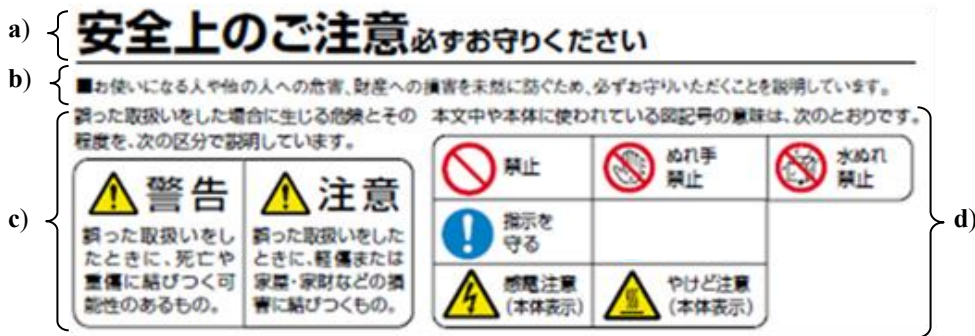 a)
安全上のご注意必ずお守りください
b)
■お使いになる人や他の人への危害、財産への損害を未然に防ぐため、必ずお守りいただくことを説明しています。
c)
誤った取扱いをした場合に生じる危険とその
程度を、次の区分で説明しています。
警告
誤った取扱いをし
たときに、死亡や
重傷に結びつく可
能性のあるもの。
注意
誤った取扱いをした
ときに、軽傷または
家屋・家財などの損
害に結びつくもの。
d)
本文中や本体に使われている図記号の意味は、次のとおりです。
禁止
ぬれ手
禁止
水ぬれ
禁止
指示を
守る
感電注意
(本体表示)
やけど注意
(本体表示)